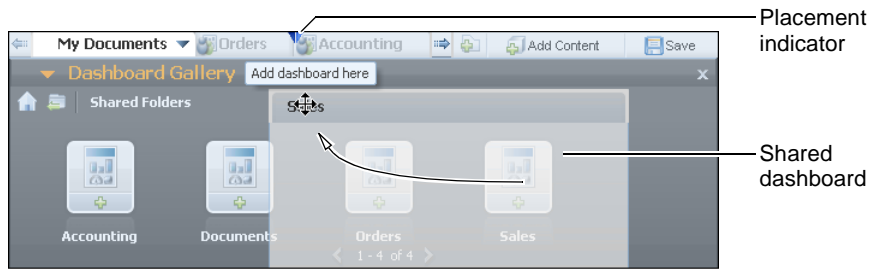 Placement
indicator
My Documents Orders Accounting Add Content Save
Dashboard Gallery Add dashboard here x
Shared Folders Sales
Shared
dashboard
Accounting Documents Orders Sales
1 - 4 of 4